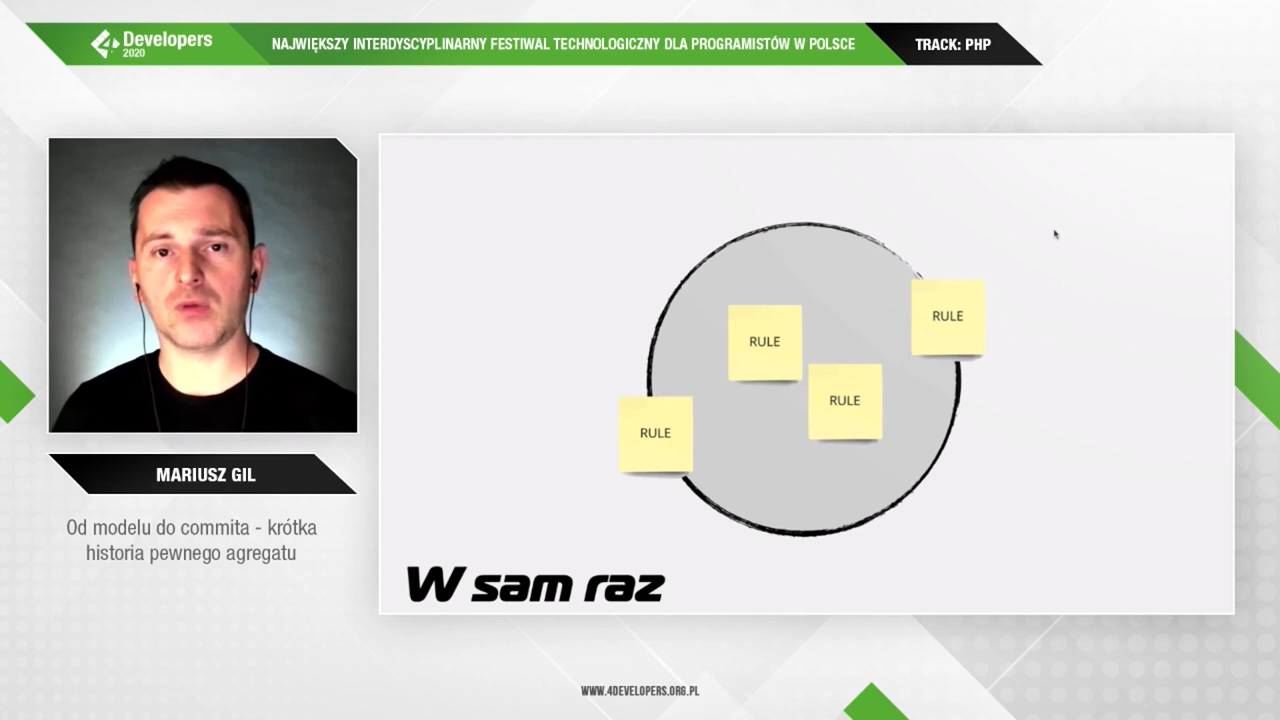 4 Developers
2020
NAJWIĘKSZY INTERDYSCYPLINARNY FESTIWAL TECHNOLOGICZNY DLA PROGRAMISTÓW W POLSCE
TRACK: PHP
RULE
RULE
RULE
RULE
MARIUSZ GIL
Od modelu do commita - krótka
historia pewnego agregatu
W sam raz
WWW.4DEVELOPERS.ORG.PL